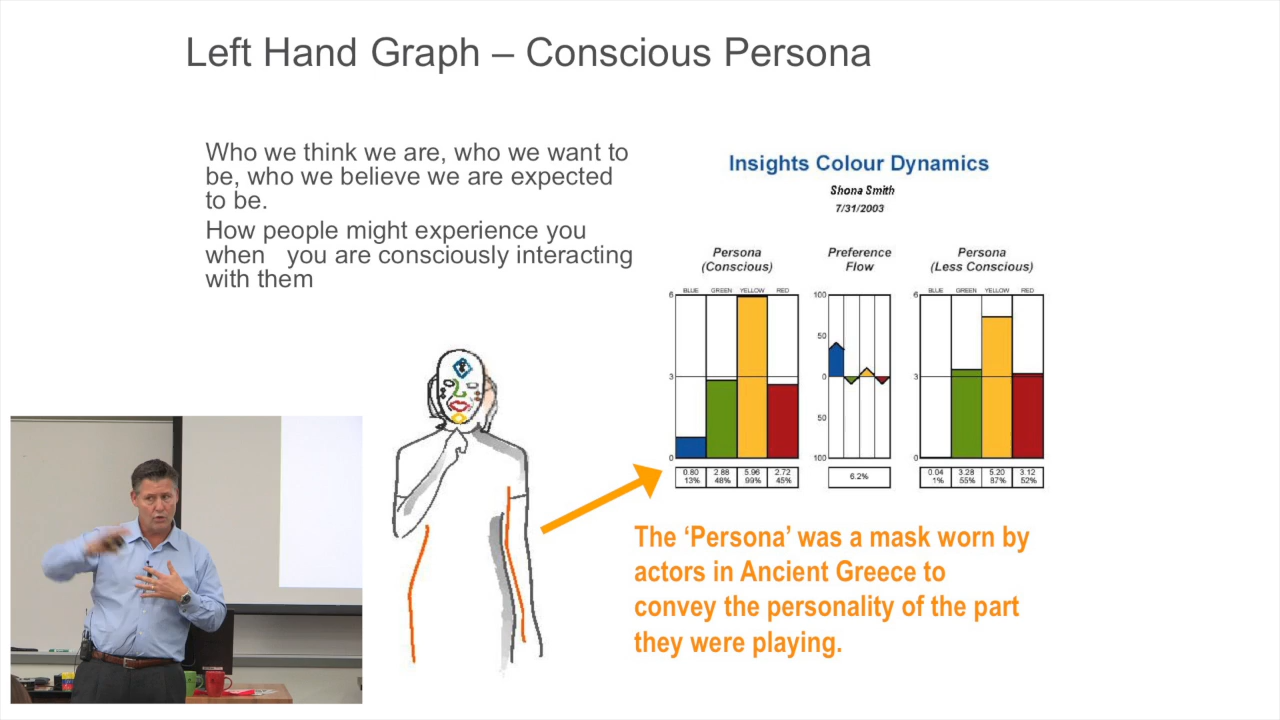 Left Hand Graph – Conscious Persona
Who we think we are, who we want to
be, who we believe we are expected
to be.
How people might experience you
when you are consciously interacting
with them
Insights Colour Dynamics
Shona Smith
7/31/2003
Persona
(Conscious)
Preference
Flow
Persona
(Less Conscious)
BLUE GREEN YELLOW RED
6
3
0
0.80 2.88 5.96 2.72
13% 48% 99% 45%
100
50
0
50
100
6.2%
BLUE GREEN YELLOW RED
6
3
0
0.04 3.28 5.20 3.12
1% 55% 87% 52%
The ‘Persona’ was a mask worn by
actors in Ancient Greece to
convey the personality of the part
they were playing.